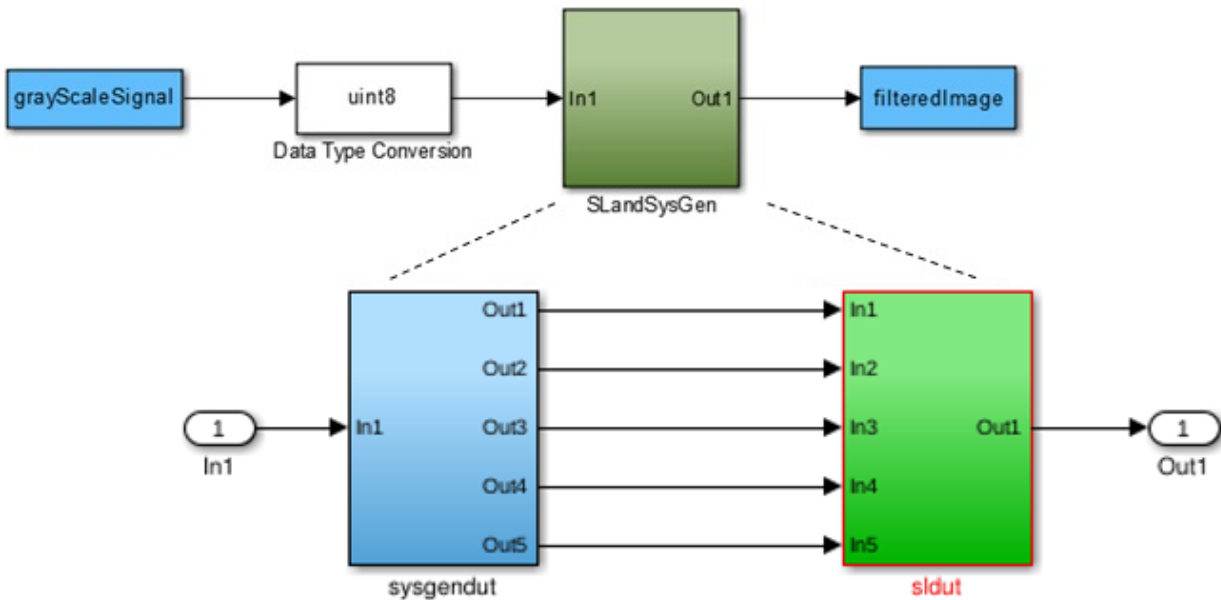 grayScaleSignal
uint8
Data Type Conversion
In1
Out1
SLandSysGen
filteredImage
1
In1
In1
Out1
Out2
Out3
Out4
Out5
sysgendut
In1
In2
In3
In4
In5
Out1
sldut
1
Out1